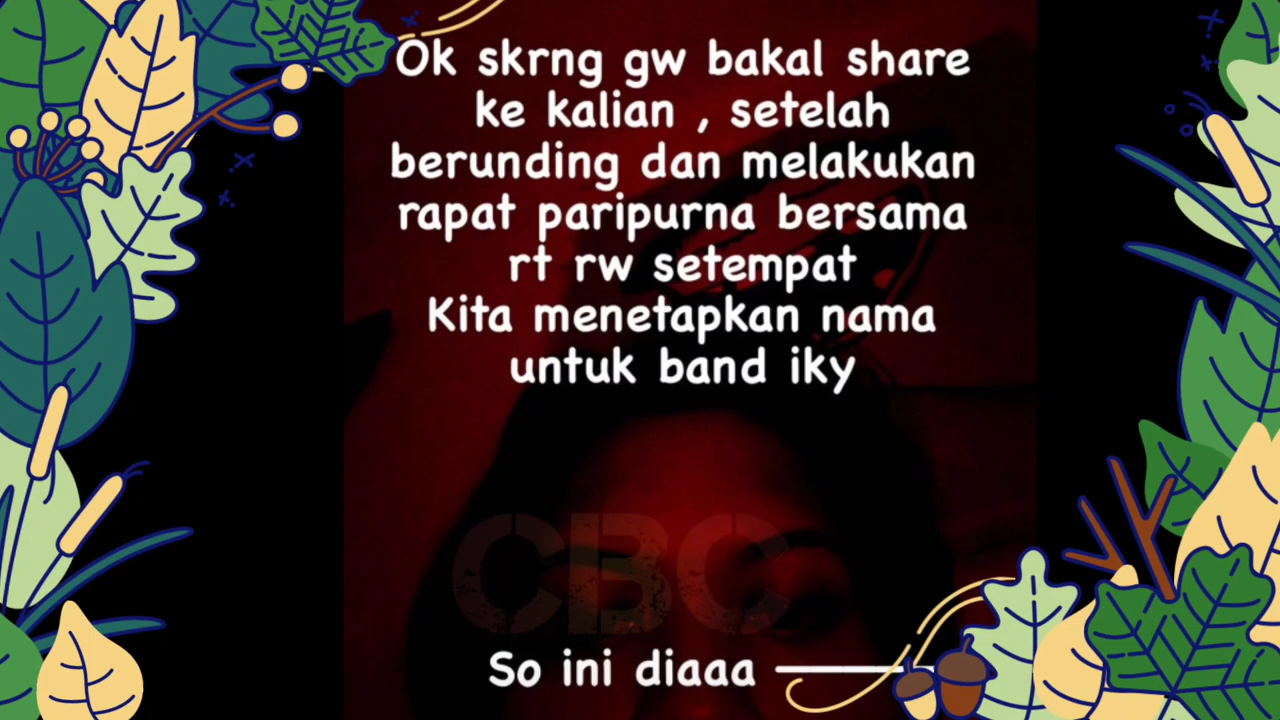 Ok skrng gw bakal share
ke kalian , setelah
berunding dan melakukan
rapat paripurna bersama
rt rw setempat
Kita menetapkan nama
untuk band iky
CBC
So ini diaaa